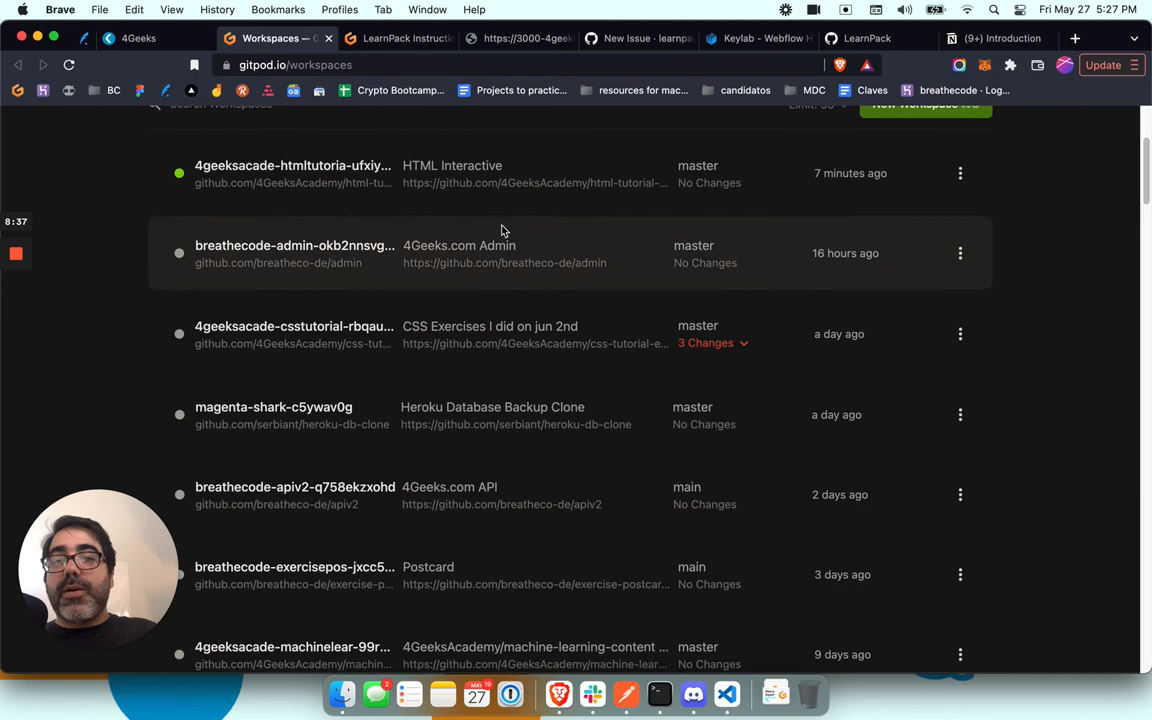 Brave File Edit View History Bookmarks Profiles Tab Window Help Fri May 27 5:27 PM
4Geeks Workspaces — G LearnPack Instructi https://3000-4geek New Issue · learnpa Keylab - Webflow H LearnPack (9+) Introduction
gitpod.io/workspaces Update
BC Crypto Bootcamp... Projects to practic... resources for mac... candidatos MDC Claves breathecode · Log...
Search Workspaces
4geeksacade-htmltutoria-ufxiy... HTML Interactive master
7 minutes ago
github.com/4GeeksAcademy/html-tu... https://github.com/4GeeksAcademy/html-tutorial-... No Changes
8:37
breathecode-admin-okb2nnsvg... 4Geeks.com Admin master
16 hours ago
github.com/breatheco-de/admin https://github.com/breatheco-de/admin No Changes
4geeksacade-csstutorial-rbqau... CSS Exercises I did on jun 2nd master
a day ago
github.com/4GeeksAcademy/css-tut... https://github.com/4GeeksAcademy/css-tutorial-e... 3 Changes
magenta-shark-c5ywav0g Heroku Database Backup Clone master
a day ago
github.com/serbiant/heroku-db-clone https://github.com/serbiant/heroku-db-clone No Changes
breathecode-apiv2-q758ekzxohd 4Geeks.com API main
2 days ago
github.com/breatheco-de/apiv2 https://github.com/breatheco-de/apiv2 No Changes
breathecode-exercisepos-jxcc5... Postcard main
3 days ago
github.com/breatheco-de/exercise-p... https://github.com/breatheco-de/exercise-postcar... No Changes
4geeksacade-machinelear-99r... 4GeeksAcademy/machine-learning-content ... master
9 days ago
github.com/4GeeksAcademy/machin... https://github.com/4GeeksAcademy/machine-lear... No Changes
2
27